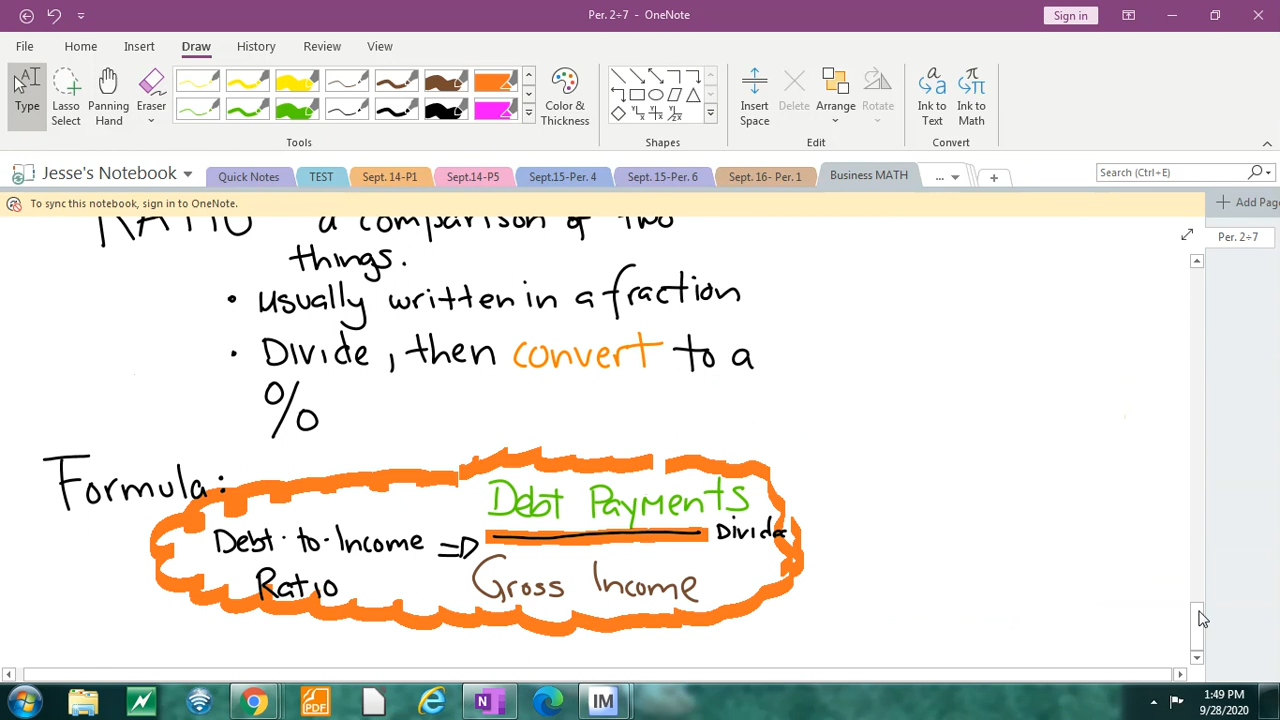 Per. 2÷7 - OneNote
Sign in
File Home Insert Draw History Review View
Type
Lasso Select
Panning Hand
Eraser
Color & Thickness
Insert Space
Delete
Arrange
Rotate
Ink to Text
Ink to Math
Tools
Shapes
Edit
Convert
Jesse's Notebook
Quick Notes
TEST
Sept. 14-P1
Sept.14-P5
Sept.15-Per. 4
Sept. 15-Per. 6
Sept. 16- Per. 1
Business MATH
...
Search (Ctrl+E)
To sync this notebook, sign in to OneNote.
Add Pag
Per. 2÷7
RATIO a comparison of two
things.
• Usually written in a fraction
• Divide, then convert to a
%
Formula:
Debt Payments
Debt-to-Income => Divide
Ratio Gross Income
1:49 PM
9/28/2020